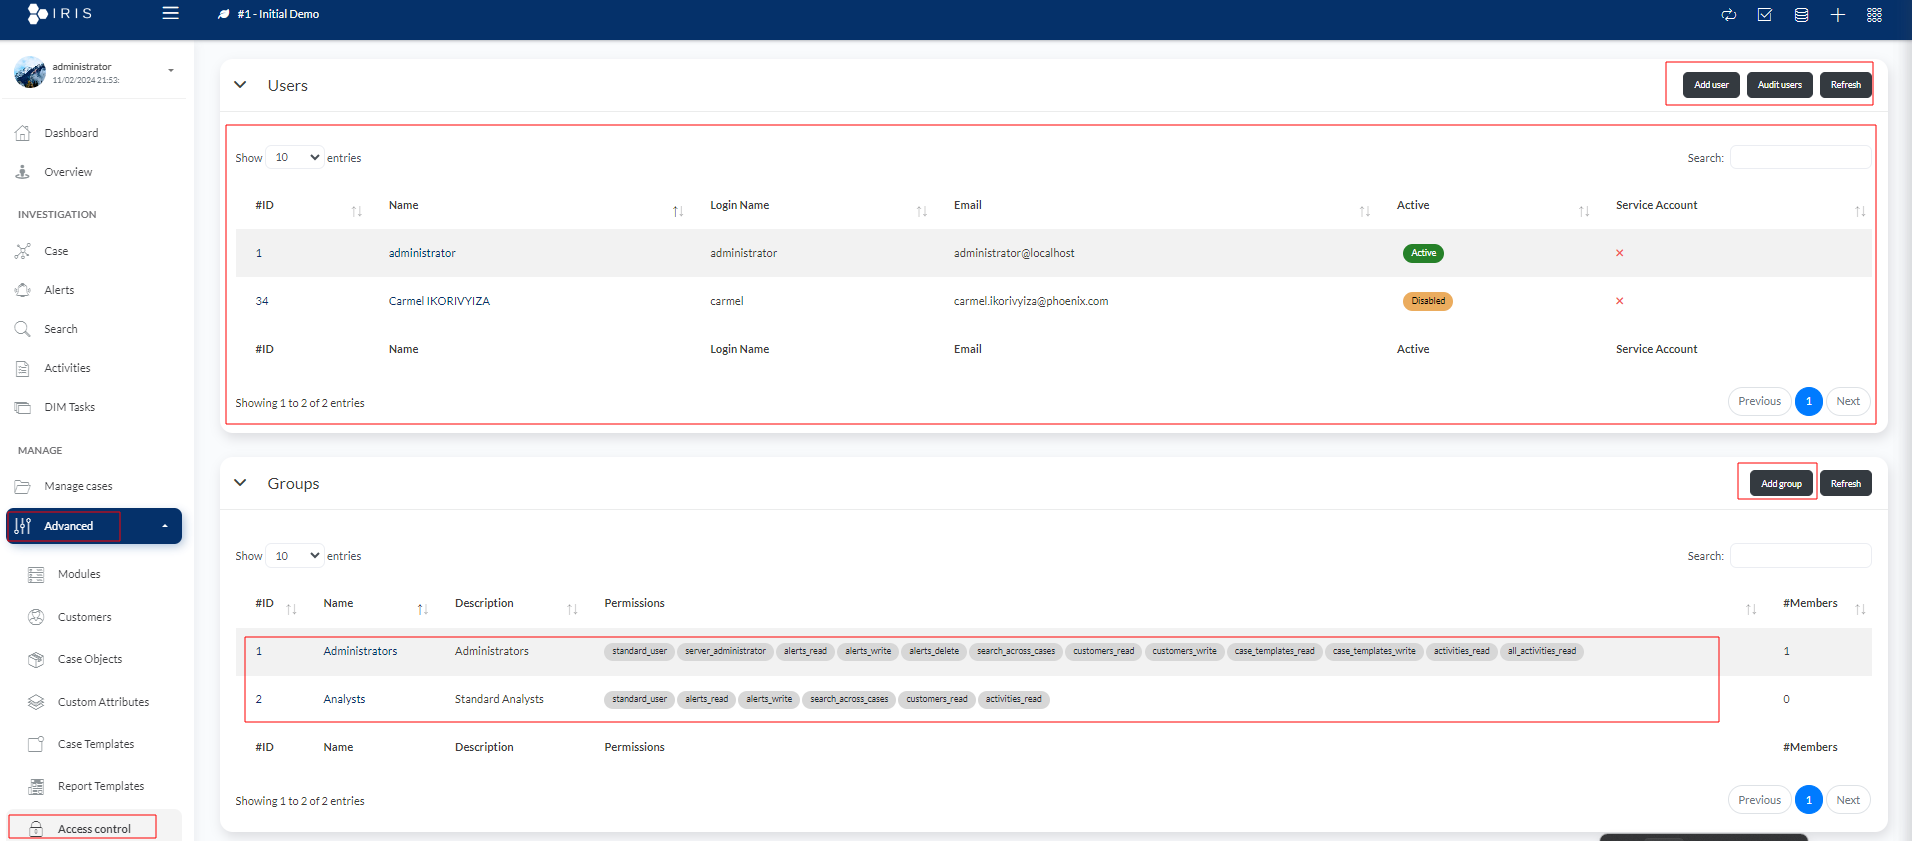 IRIS
#1 - Initial Demo
administrator
11/02/2024 21:53:
Dashboard
Overview
INVESTIGATION
Case
Alerts
Search
Activities
DIM Tasks
MANAGE
Manage cases
Advanced
Modules
Customers
Case Objects
Custom Attributes
Case Templates
Report Templates
Access control
Users
Add user Audit users Refresh
Show 10 entries Search:
#ID Name Login Name Email Active Service Account
1 administrator administrator administrator@localhost Active
34 Carmel IKORIVYIZA carmel carmel.ikorivyiza@phoenix.com Disabled
#ID Name Login Name Email Active Service Account
Showing 1 to 2 of 2 entries Previous 1 Next
Groups
Add group Refresh
Show 10 entries Search:
#ID Name Description Permissions #Members
1 Administrators Administrators standard_user server_administrator alerts_read alerts_write alerts_delete search_across_cases customers_read customers_write case_templates_read case_templates_write activities_read all_activities_read 1
2 Analysts Standard Analysts standard_user alerts_read alerts_write search_across_cases customers_read activities_read 0
#ID Name Description Permissions #Members
Showing 1 to 2 of 2 entries Previous 1 Next